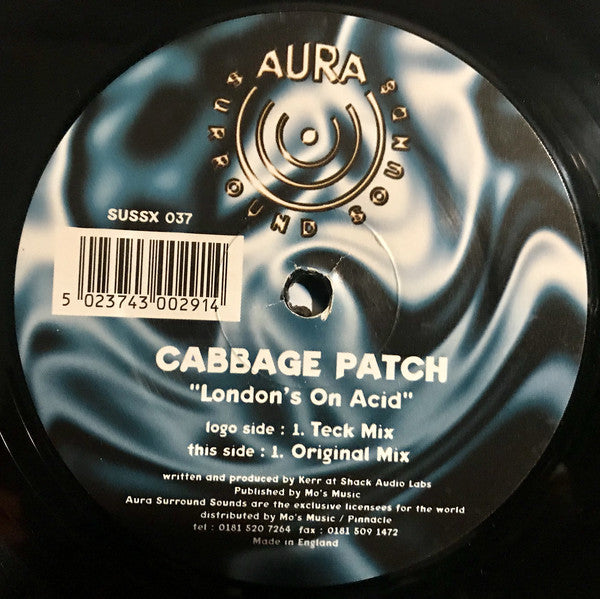 AURA
SURROUND SOUNDS
SUSSX 037
5 023743 002914
CABBAGE PATCH
"London's On Acid"
logo side : 1. Teck Mix
this side : 1. Original Mix
written and produced by Kerr at Shack Audio Labs
Published by Mo's Music
Aura Surround Sounds are the exclusive licensees for the world
distributed by Mo's Music / Pinnacle
tel : 0181 520 7264 fax : 0181 509 1472
Made in England